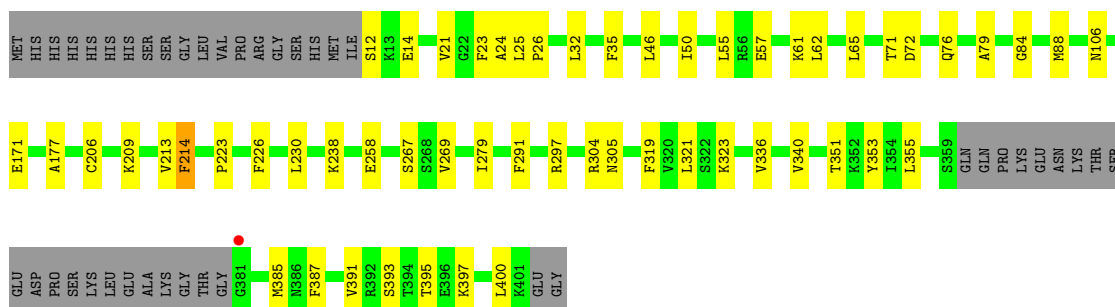 MET HIS HIS HIS HIS HIS HIS SER SER GLY LEU VAL PRO ARG GLY SER HIS MET ILE S12 K13 E14 V21 G22 F23 A24 L25 P26 L32 F35 L46 I50 L55 R56 E57 K61 L62 L65 T71 D72 Q76 A79 G84 M88 N106
E171 A177 C206 K209 V213 F214 P223 F226 L230 K238 E258 S267 S268 V269 I279 F291 R297 R304 N305 F319 V320 L321 S322 K323 V336 V340 T351 K352 Y353 I354 L355 S359 GLN GLN PRO LYS GLU ASN LYS THR SER
GLU ASP PRO SER LYS LEU GLU ALA LYS GLY THR GLY G381 M385 N386 F387 V391 R392 S393 T394 T395 E396 K397 L400 K401 GLU GLY